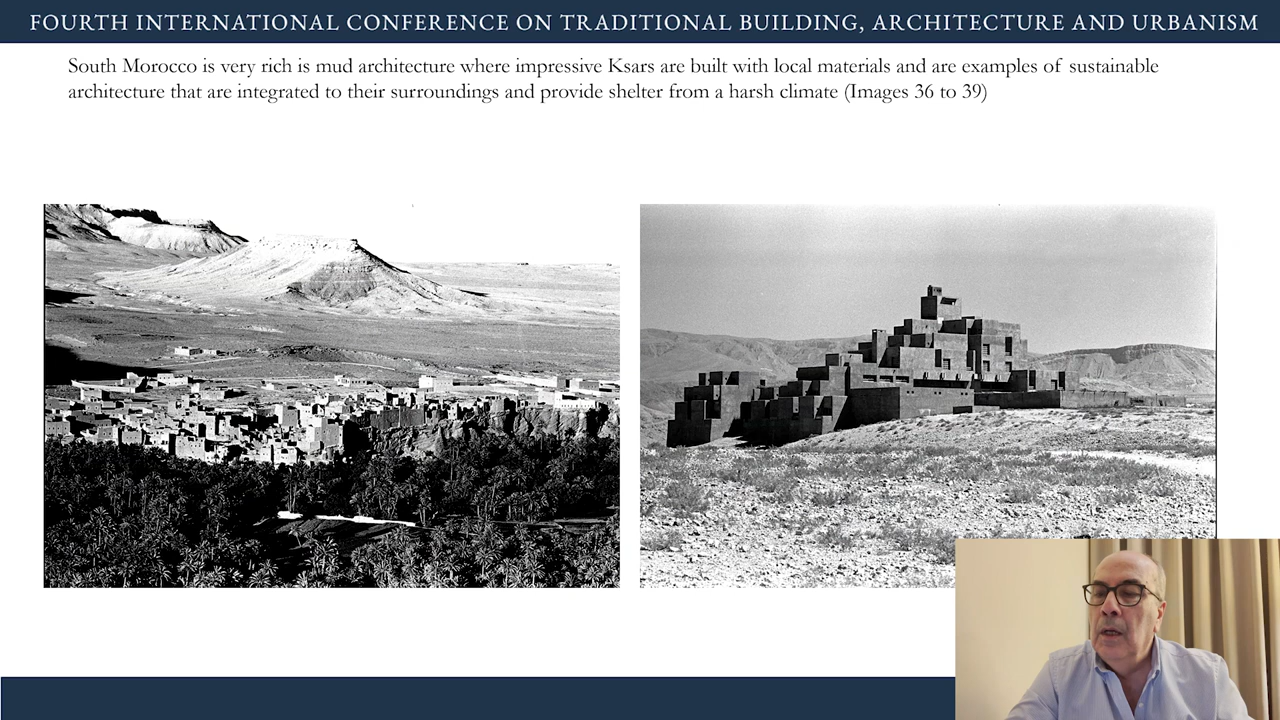 FOURTH INTERNATIONAL CONFERENCE ON TRADITIONAL BUILDING, ARCHITECTURE AND URBANISM
South Morocco is very rich is mud architecture where impressive Ksars are built with local materials and are examples of sustainable
architecture that are integrated to their surroundings and provide shelter from a harsh climate (Images 36 to 39)